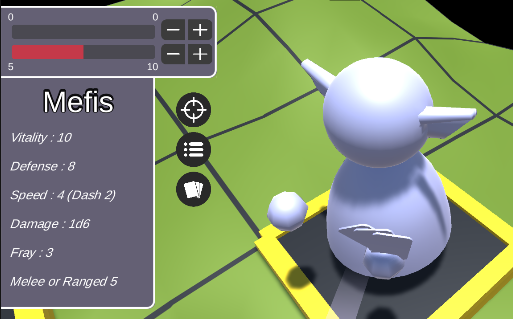 0 0
5 10
Mefis
Vitality : 10
Defense : 8
Speed : 4 (Dash 2)
Damage : 1d6
Fray : 3
Melee or Ranged 5